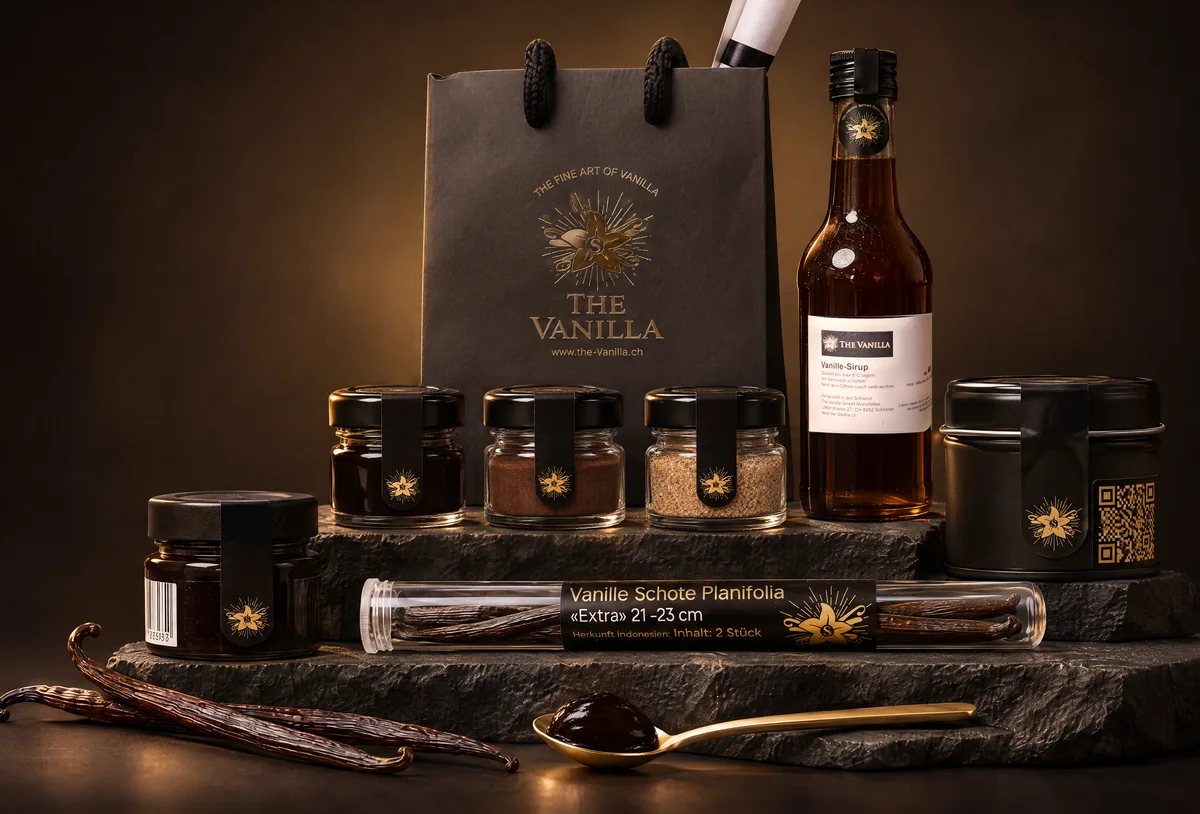 THE FINE ART OF VANILLA
S
THE
VANILLA
www.the-Vanilla.ch
THE VANILLA
Vanille-Sirup
Vanille Schote Planifolia
«Extra» 21 -23 cm
Herkunft Indonesien: Inhalt: 2 Stück